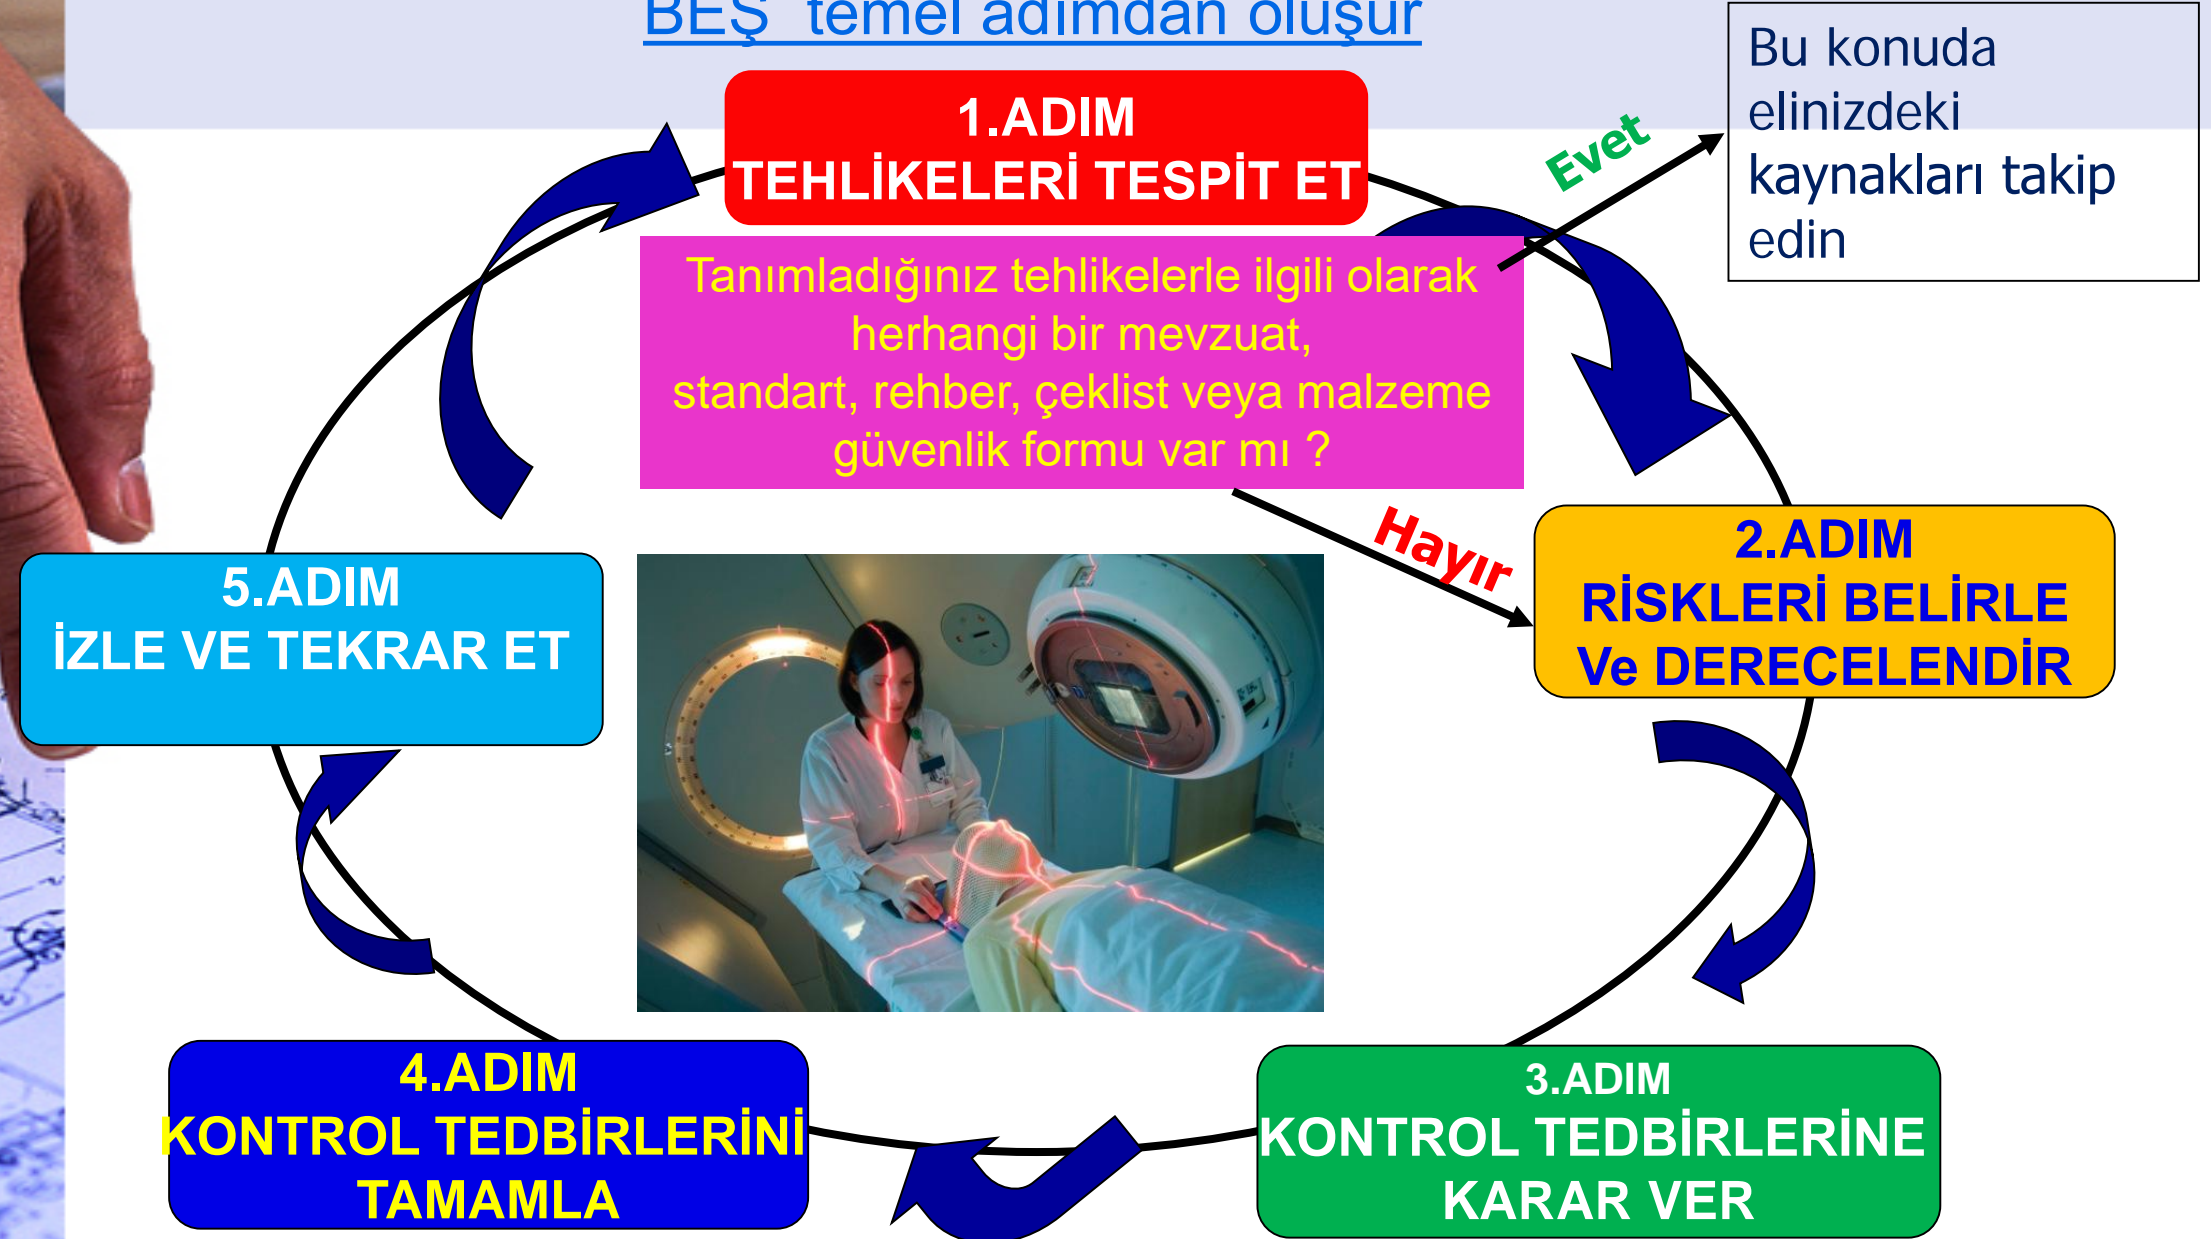 BEŞ temel adımdan oluşur
1.ADIM
TEHLİKELERİ TESPİT ET
Evet
Bu konuda
elinizdeki
kaynakları takip
edin
Tanımladığınız tehlikelerle ilgili olarak
herhangi bir mevzuat,
standart, rehber, çeklist veya malzeme
güvenlik formu var mı ?
Hayır
2.ADIM
RİSKLERİ BELİRLE
Ve DERECELENDİR
5.ADIM
İZLE VE TEKRAR ET
4.ADIM
KONTROL TEDBİRLERİNİ
TAMAMLA
3.ADIM
KONTROL TEDBİRLERİNE
KARAR VER